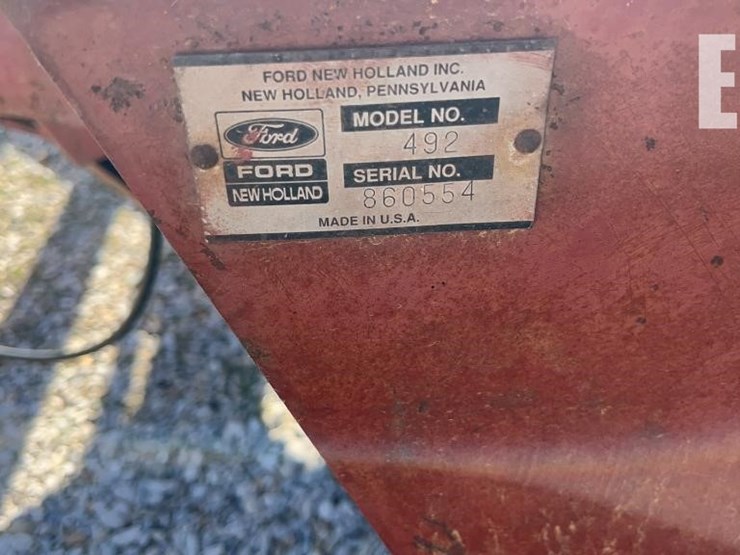 FORD NEW HOLLAND INC.
NEW HOLLAND, PENNSYLVANIA
Ford
FORD
NEW HOLLAND
MODEL NO.
492
SERIAL NO.
860554
MADE IN U.S.A.
E